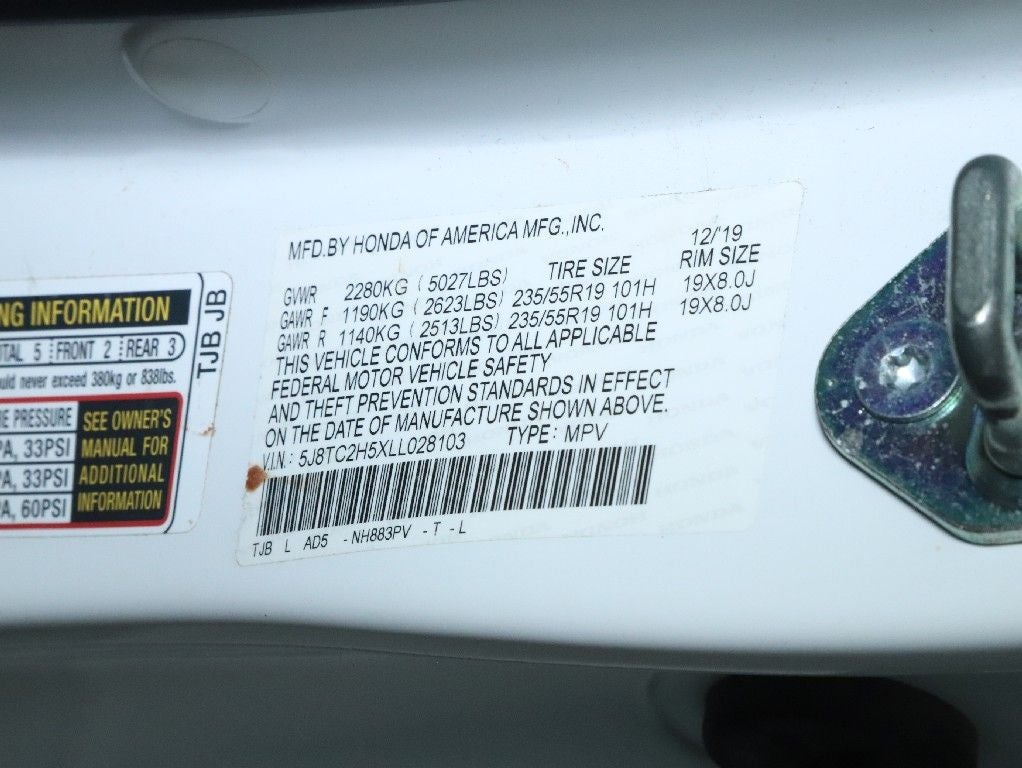 MFD.BY HONDA OF AMERICA MFG.,INC. 12/'19
GVWR 2280KG (5027LBS) TIRE SIZE RIM SIZE
GAWR F 1190KG (2623LBS) 235/55R19 101H 19X8.0J
GAWR R 1140KG (2513LBS) 235/55R19 101H 19X8.0J
THIS VEHICLE CONFORMS TO ALL APPLICABLE
FEDERAL MOTOR VEHICLE SAFETY
AND THEFT PREVENTION STANDARDS IN EFFECT
ON THE DATE OF MANUFACTURE SHOWN ABOVE.
V.I.N.: 5J8TC2H5XLL028103 TYPE: MPV
TJB L AD5 -NH883PV -T -L
INFORMATION
5 FRONT 2 REAR 3
never exceed 380kg or 838lbs.
PRESSURE
33PSI
33PSI
60PSI
SEE OWNER'S
MANUAL FOR
ADDITIONAL
INFORMATION
TJB JB